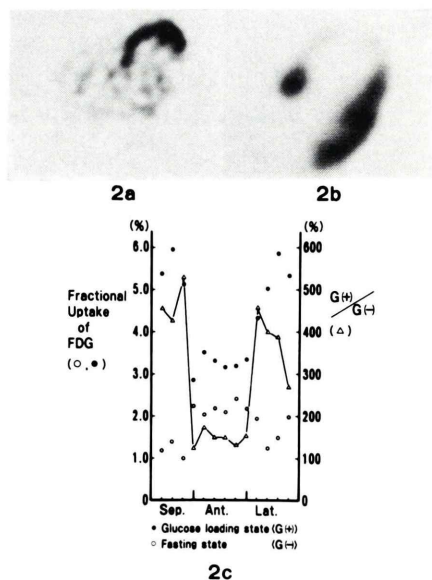 2a 2b
(%) (%)
6.0 600
5.0 500
4.0 400
3.0 300
2.0 200
1.0 100
0 0
Fractional
Uptake
of
FDG
(○,●)
G(+)/G(−)
(△)
Sep. Ant. Lat.
● Glucose loading state (G(+))
○ Fasting state (G(−))
2c